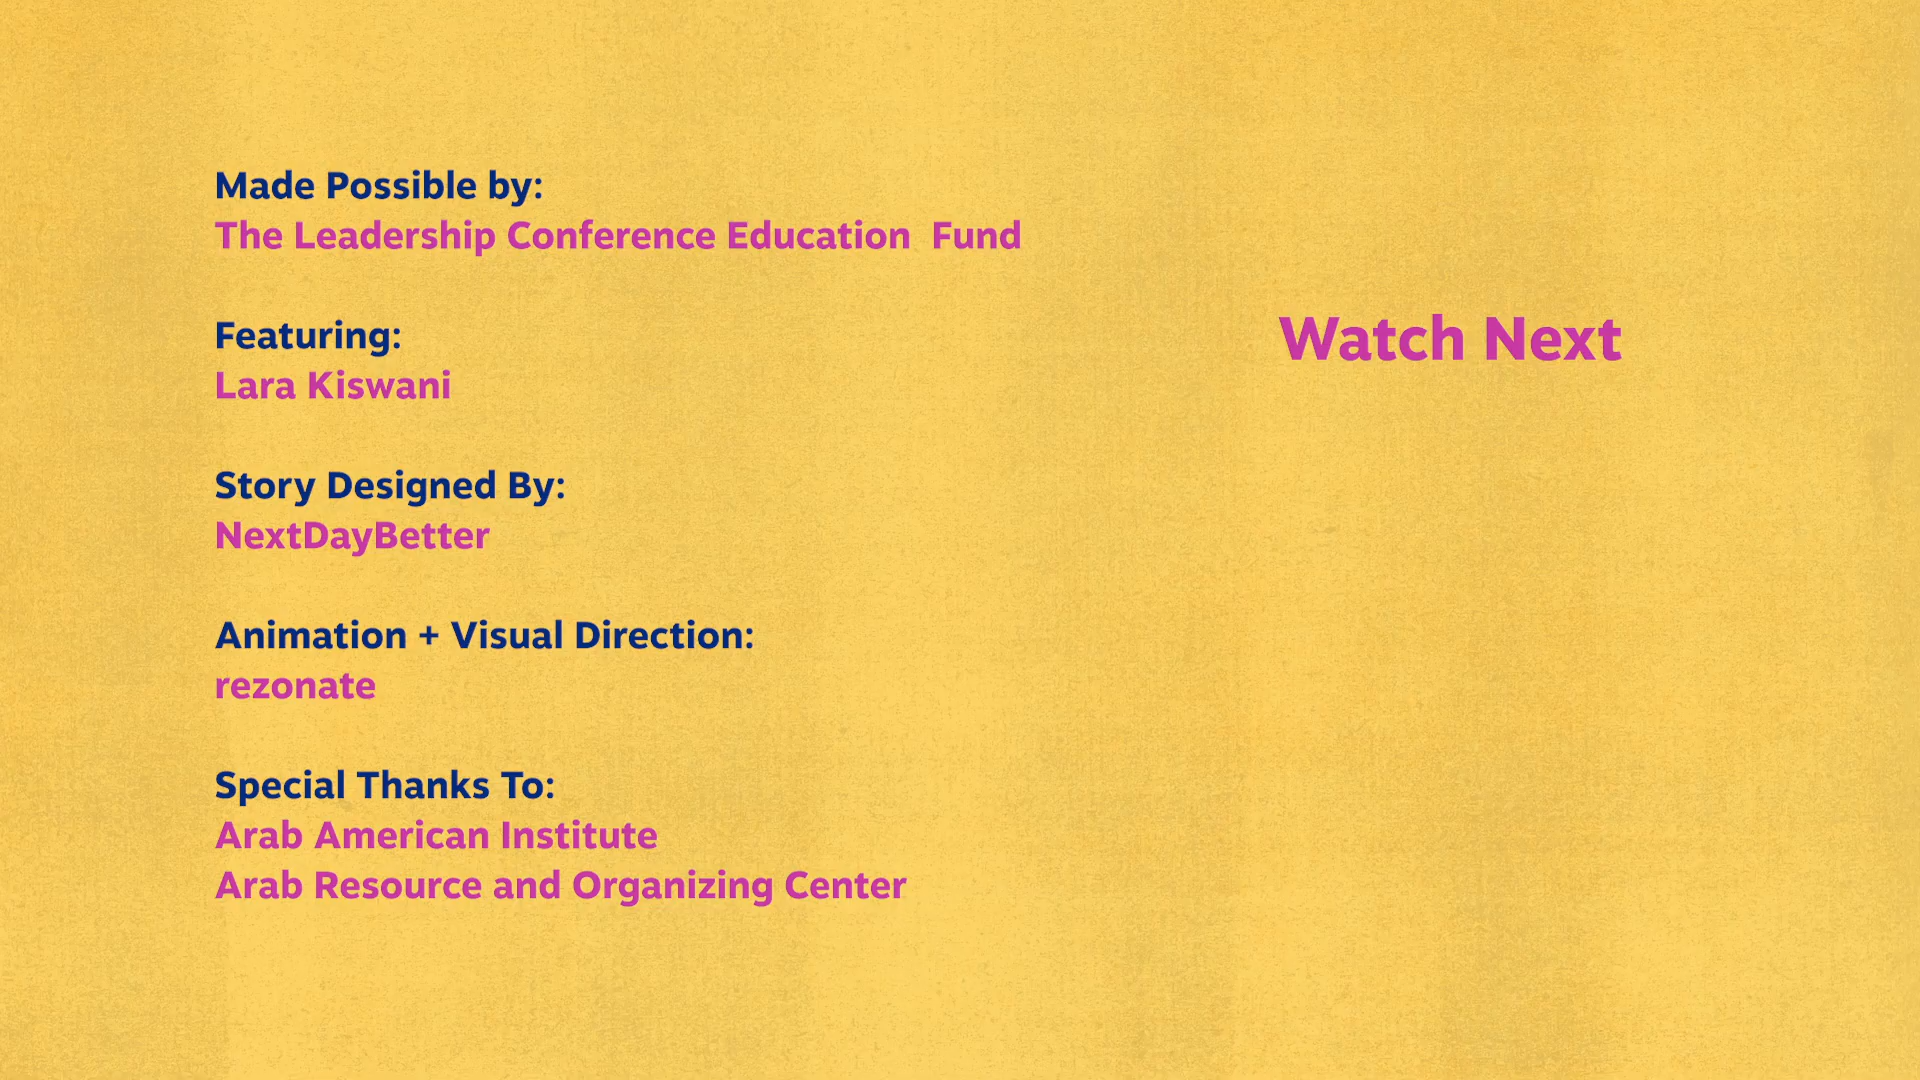 Made Possible by:
The Leadership Conference Education  Fund
Featuring:
Lara Kiswani
Story Designed By:
NextDayBetter
Animation + Visual Direction:
rezonate
Special Thanks To:
Arab American Institute
Arab Resource and Organizing Center
Watch Next